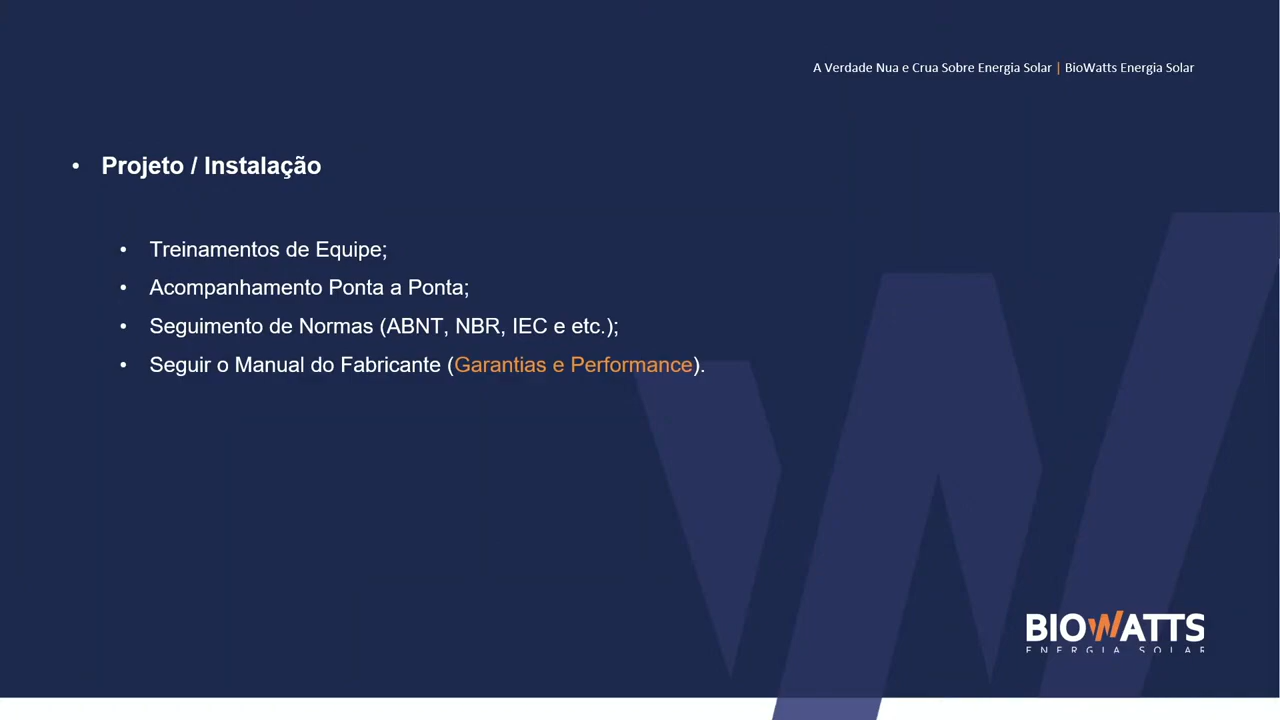 A Verdade Nua e Crua Sobre Energia Solar | BioWatts Energia Solar
• Projeto / Instalação
• Treinamentos de Equipe;
• Acompanhamento Ponta a Ponta;
• Seguimento de Normas (ABNT, NBR, IEC e etc.);
• Seguir o Manual do Fabricante (Garantias e Performance).
BIOWATTS
ENERGIA SOLAR